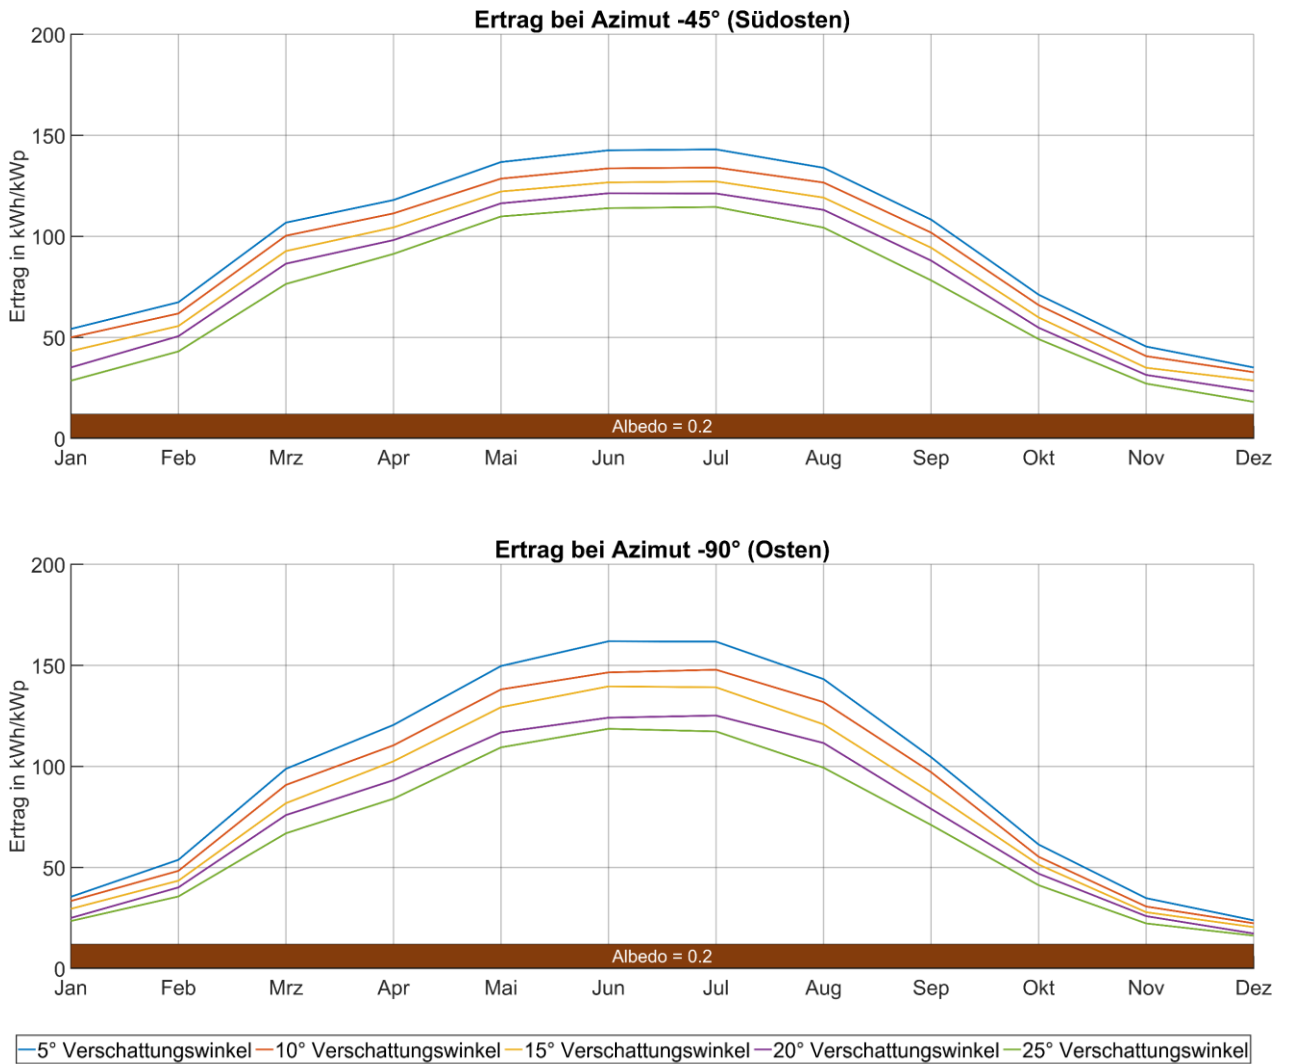 Ertrag bei Azimut -45° (Südosten)
200
150
100
50
0
Ertrag in kWh/kWp
Albedo = 0.2
Jan Feb Mrz Apr Mai Jun Jul Aug Sep Okt Nov Dez
Ertrag bei Azimut -90° (Osten)
200
150
100
50
0
Ertrag in kWh/kWp
Albedo = 0.2
Jan Feb Mrz Apr Mai Jun Jul Aug Sep Okt Nov Dez
5° Verschattungswinkel 10° Verschattungswinkel 15° Verschattungswinkel 20° Verschattungswinkel 25° Verschattungswinkel